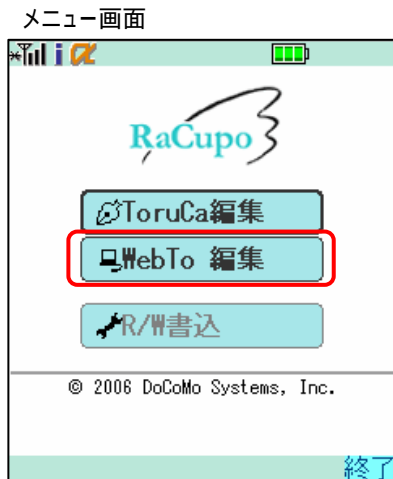 メニュー画面
i α
RaCupo
ToruCa編集
WebTo 編集
R/W書込
© 2006 DoCoMo Systems, Inc.
終了